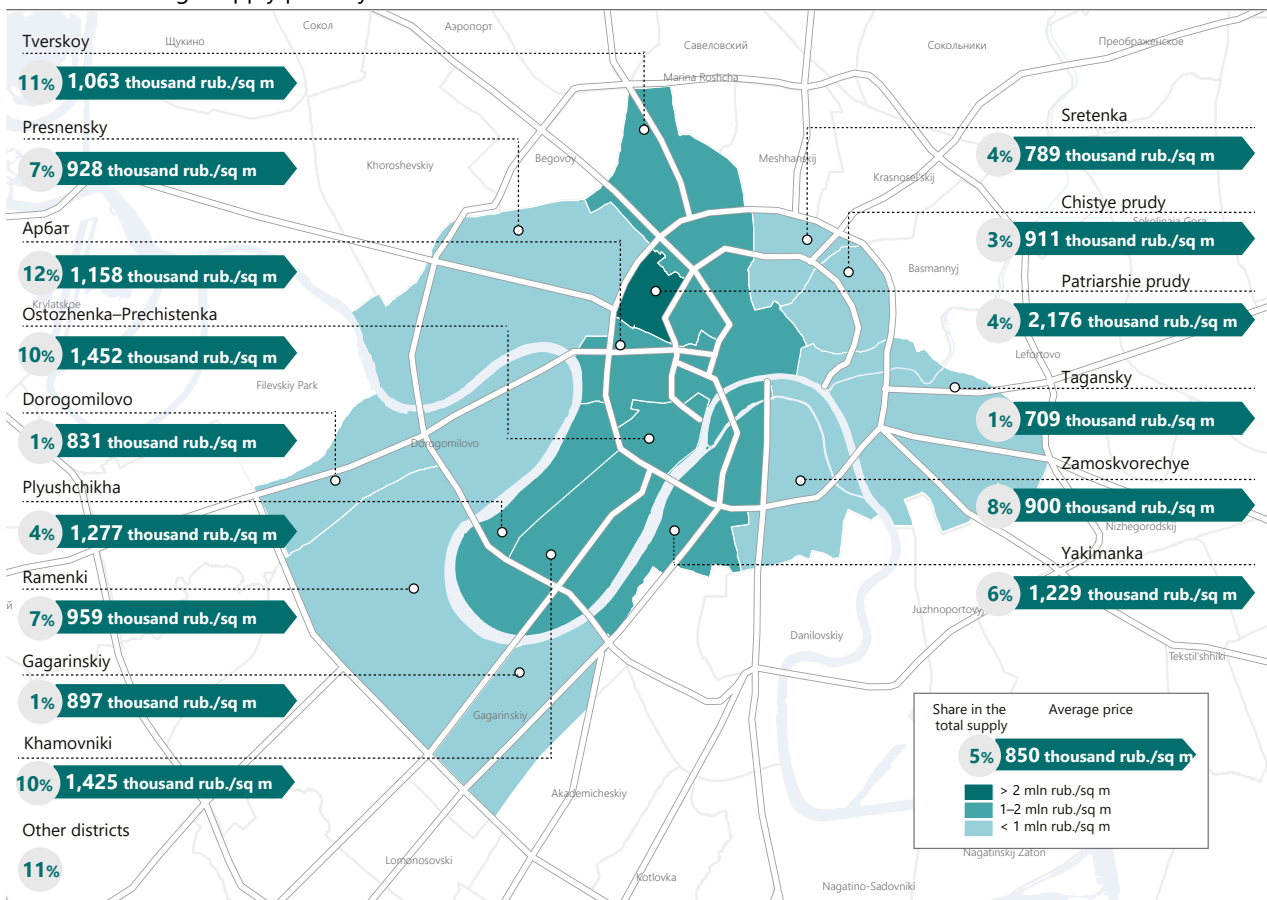 Tverskoy
11% 1,063 thousand rub./sq m
Presnensky
7% 928 thousand rub./sq m
Арбат
12% 1,158 thousand rub./sq m
Ostozhenka–Prechistenka
10% 1,452 thousand rub./sq m
Dorogomilovo
1% 831 thousand rub./sq m
Plyushchikha
4% 1,277 thousand rub./sq m
Ramenki
7% 959 thousand rub./sq m
Gagarinskiy
1% 897 thousand rub./sq m
Khamovniki
10% 1,425 thousand rub./sq m
Other districts
11%
Sretenka
4% 789 thousand rub./sq m
Chistye prudy
3% 911 thousand rub./sq m
Patriarshie prudy
4% 2,176 thousand rub./sq m
Tagansky
1% 709 thousand rub./sq m
Zamoskvorechye
8% 900 thousand rub./sq m
Yakimanka
6% 1,229 thousand rub./sq m
Share in the
total supply
Average price
5% 850 thousand rub./sq m
> 2 mln rub./sq m
1–2 mln rub./sq m
< 1 mln rub./sq m
Щукино
Сокол
Аэропорт
Савеловский
Сокольники
Преображенское
Marina Roshcha
Khoroshevskiy
Begovoy
Meshhanskij
Krasnosel'skij
Sokolinaja Gora
Basmannyj
Krylatskoe
Filevskiy Park
Lefortovo
Dorogomilovo
Nizhegorodskij
Juzhnoportovy
Danilovskiy
Tekstil'shhiki
Gagarinskiy
Akademicheskiy
Lomonosovski
Kotlovka
Nagatinskij Zaton
Nagatino-Sadovniki